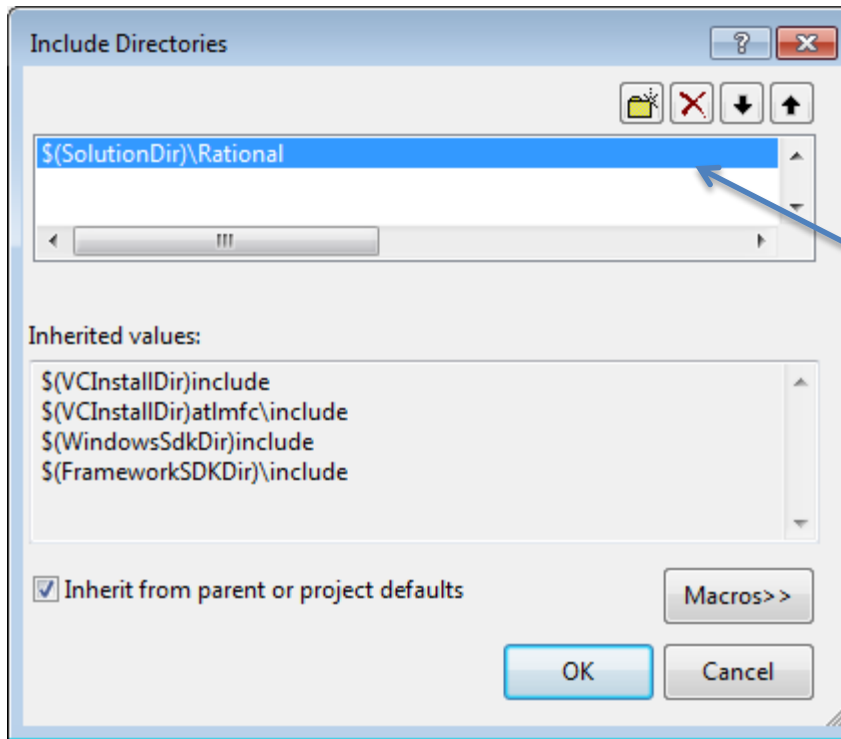 Include Directories
$(SolutionDir)\Rational
Inherited values:
$(VCInstallDir)include
$(VCInstallDir)atlmfc\include
$(WindowsSdkDir)include
$(FrameworkSDKDir)\include
Inherit from parent or project defaults
Macros>>
OK
Cancel